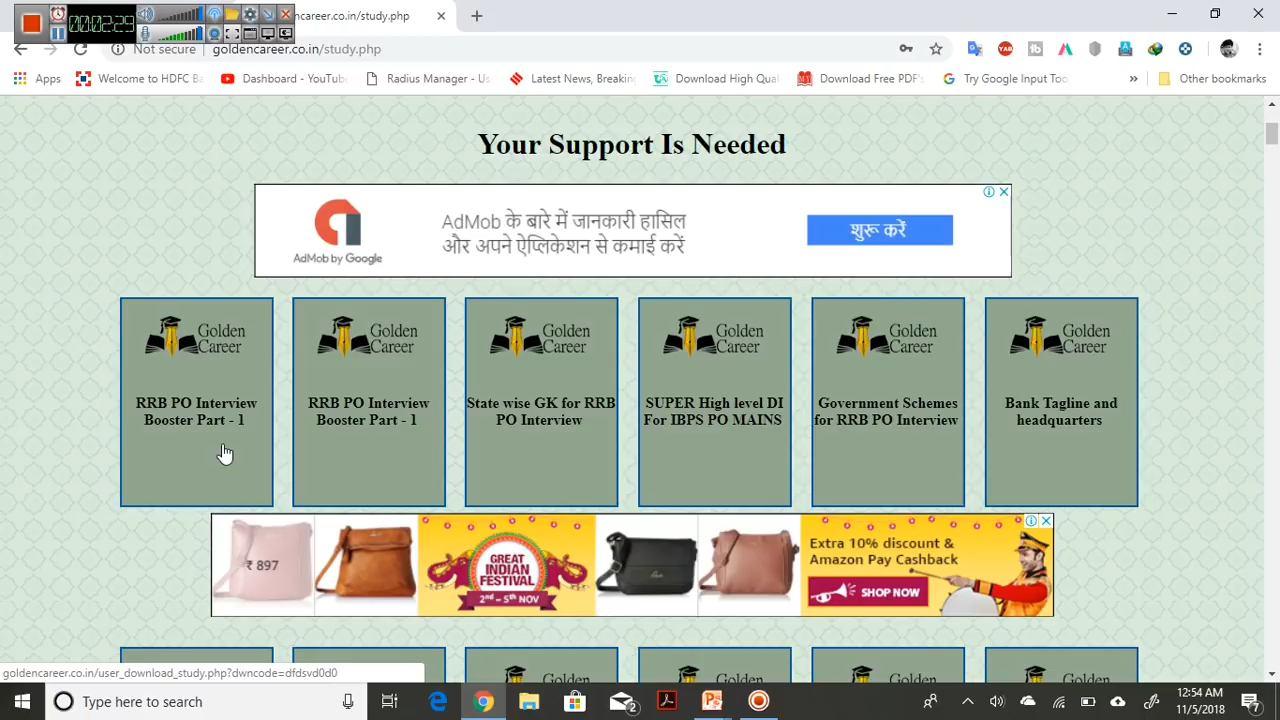 00:02:29
encareer.co.in/study.php
Not secure
goldencareer.co.in/study.php
Apps
Welcome to HDFC Ba
Dashboard - YouTube
Radius Manager - Us
Latest News, Breakin
Download High Qual
Download Free PDF's
Try Google Input Too
Other bookmarks
Your Support Is Needed
AdMob by Google
AdMob के बारे में जानकारी हासिल
और अपने ऐप्लिकेशन से कमाई करें
शुरू करें
Golden
Career
RRB PO Interview
Booster Part - 1
Golden
Career
RRB PO Interview
Booster Part - 1
Golden
Career
State wise GK for RRB
PO Interview
Golden
Career
SUPER High level DI
For IBPS PO MAINS
Golden
Career
Government Schemes
for RRB PO Interview
Golden
Career
Bank Tagline and
headquarters
₹ 897
GREAT
INDIAN
FESTIVAL
2nd - 5th NOV
Extra 10% discount &
Amazon Pay Cashback
SHOP NOW
goldencareer.co.in/user_download_study.php?dwncode=dfdsvd0d0
Type here to search
12:54 AM
11/5/2018